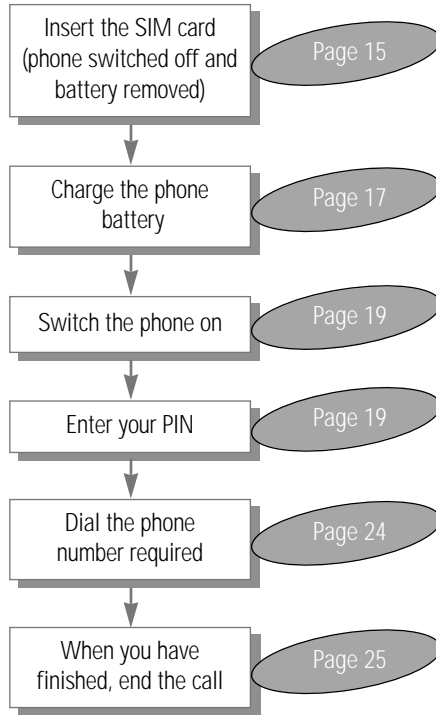 Insert the SIM card
(phone switched off and
battery removed)
Page 15
Charge the phone
battery
Page 17
Switch the phone on
Page 19
Enter your PIN
Page 19
Dial the phone
number required
Page 24
When you have
finished, end the call
Page 25